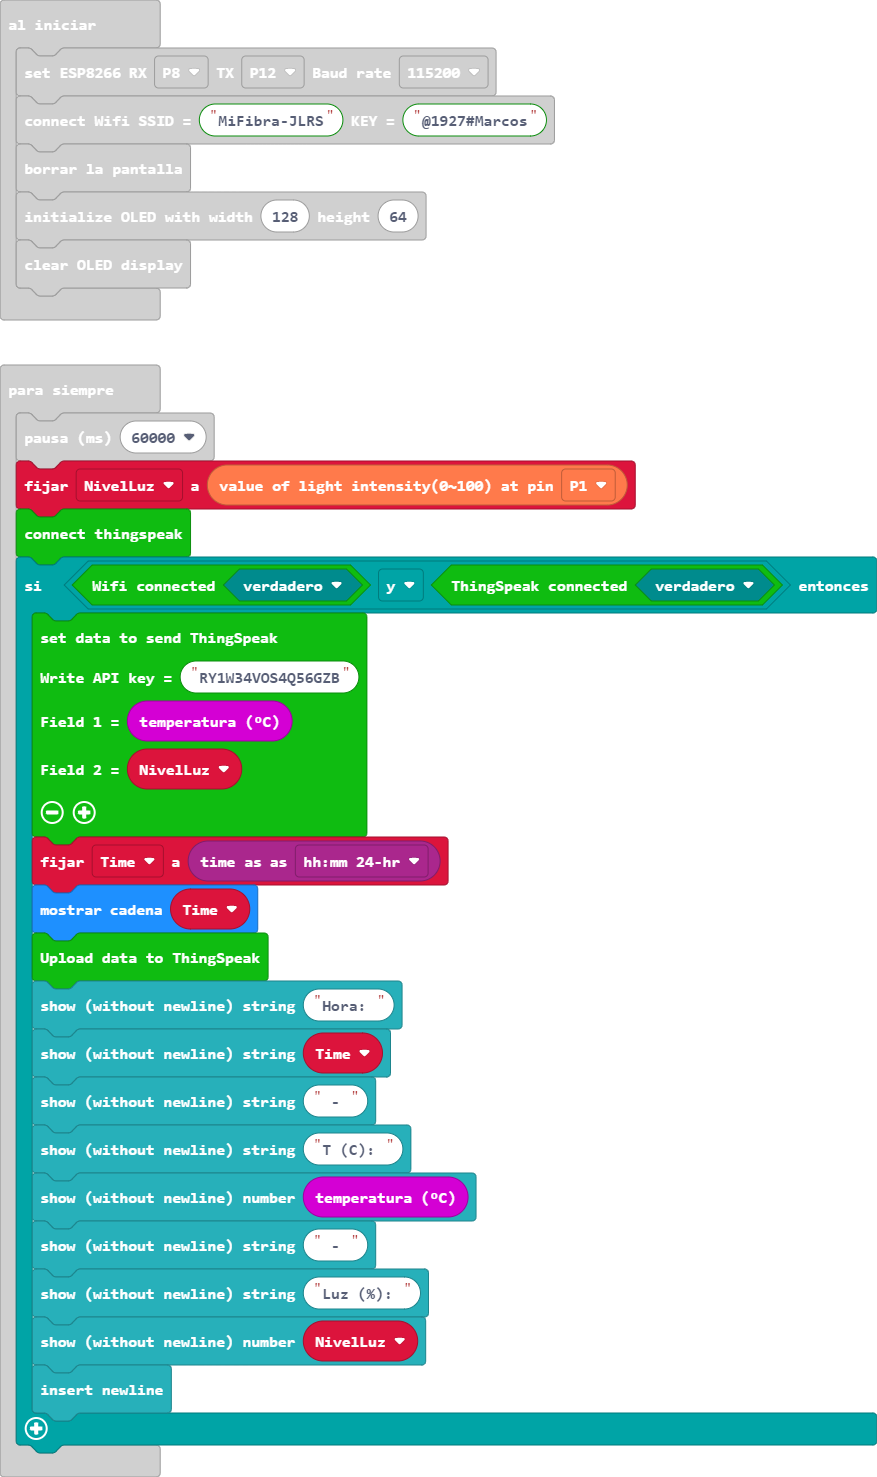 al iniciar
set ESP8266 RX P8 TX P12 Baud rate 115200
connect Wifi SSID = "MiFibra-JLRS" KEY = "@1927#Marcos"
borrar la pantalla
initialize OLED with width 128 height 64
clear OLED display
para siempre
pausa (ms) 60000
fijar NivelLuz a value of light intensity(0~100) at pin P1
connect thingspeak
si Wifi connected verdadero y ThingSpeak connected verdadero entonces
set data to send ThingSpeak
Write API key = "RY1W34VOS4Q56GZB"
Field 1 = temperatura (ºC)
Field 2 = NivelLuz
fijar Time a time as as hh:mm 24-hr
mostrar cadena Time
Upload data to ThingSpeak
show (without newline) string "Hora: "
show (without newline) string Time
show (without newline) string " - "
show (without newline) string "T (C): "
show (without newline) number temperatura (ºC)
show (without newline) string " - "
show (without newline) string "Luz (%): "
show (without newline) number NivelLuz
insert newline